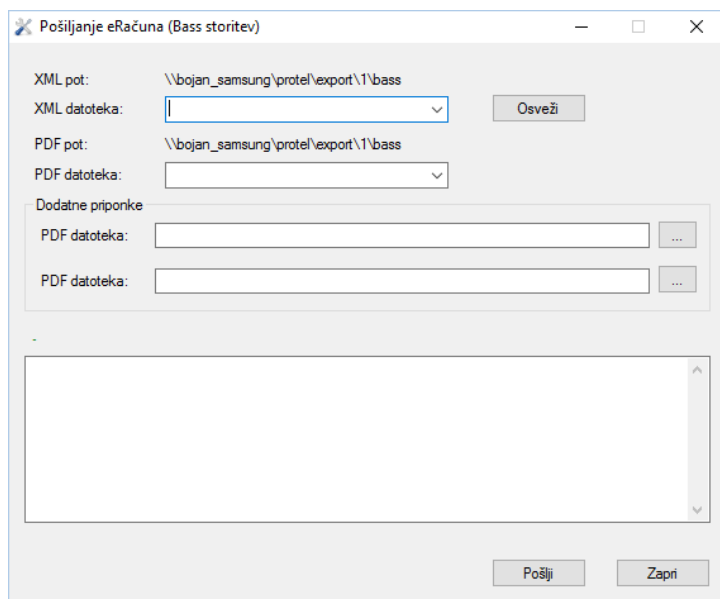 Pošiljanje eRačuna (Bass storitev)
XML pot: \\bojan_samsung\protel\export\1\bass
XML datoteka: Osveži
PDF pot: \\bojan_samsung\protel\export\1\bass
PDF datoteka:
Dodatne priponke
PDF datoteka: ...
PDF datoteka: ...
-
Pošlji Zapri